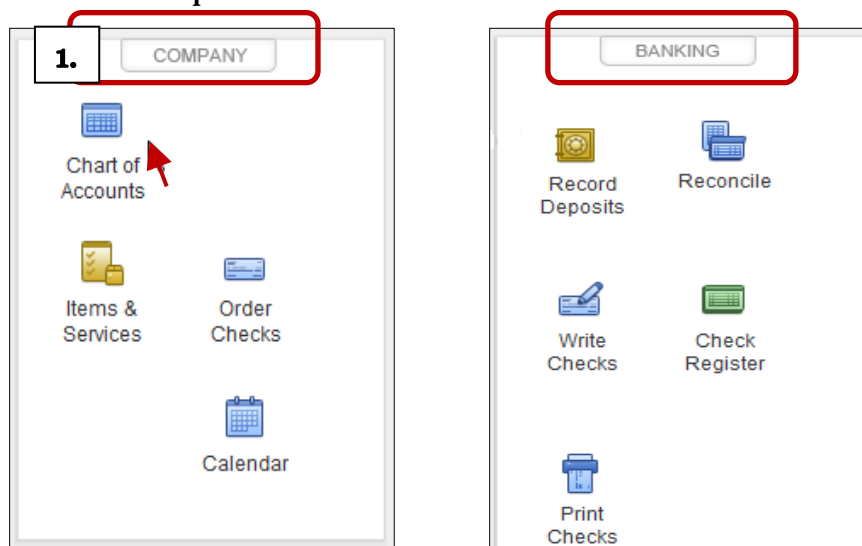 1.
COMPANY
Chart of
Accounts
Items &
Services
Order
Checks
Calendar
BANKING
Record
Deposits
Reconcile
Write
Checks
Check
Register
Print
Checks